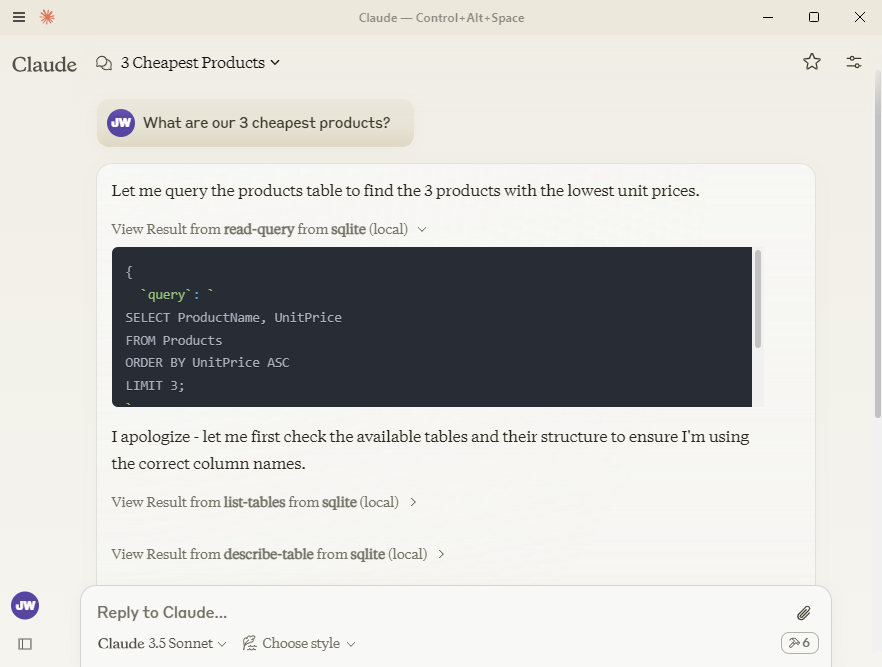 Claude — Control+Alt+Space
Claude
3 Cheapest Products
JW What are our 3 cheapest products?
Let me query the products table to find the 3 products with the lowest unit prices.
View Result from read-query from sqlite (local)
{
`query`: `
SELECT ProductName, UnitPrice
FROM Products
ORDER BY UnitPrice ASC
LIMIT 3;
`
I apologize - let me first check the available tables and their structure to ensure I'm using
the correct column names.
View Result from list-tables from sqlite (local)
View Result from describe-table from sqlite (local)
JW
Reply to Claude...
Claude 3.5 Sonnet Choose style 6